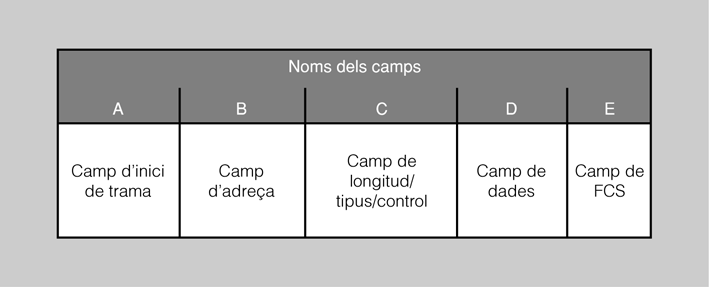 Noms dels camps
A B C D E
Camp d’inici
de trama
Camp
d’adreça
Camp de
longitud/
tipus/control
Camp de
dades
Camp de
FCS